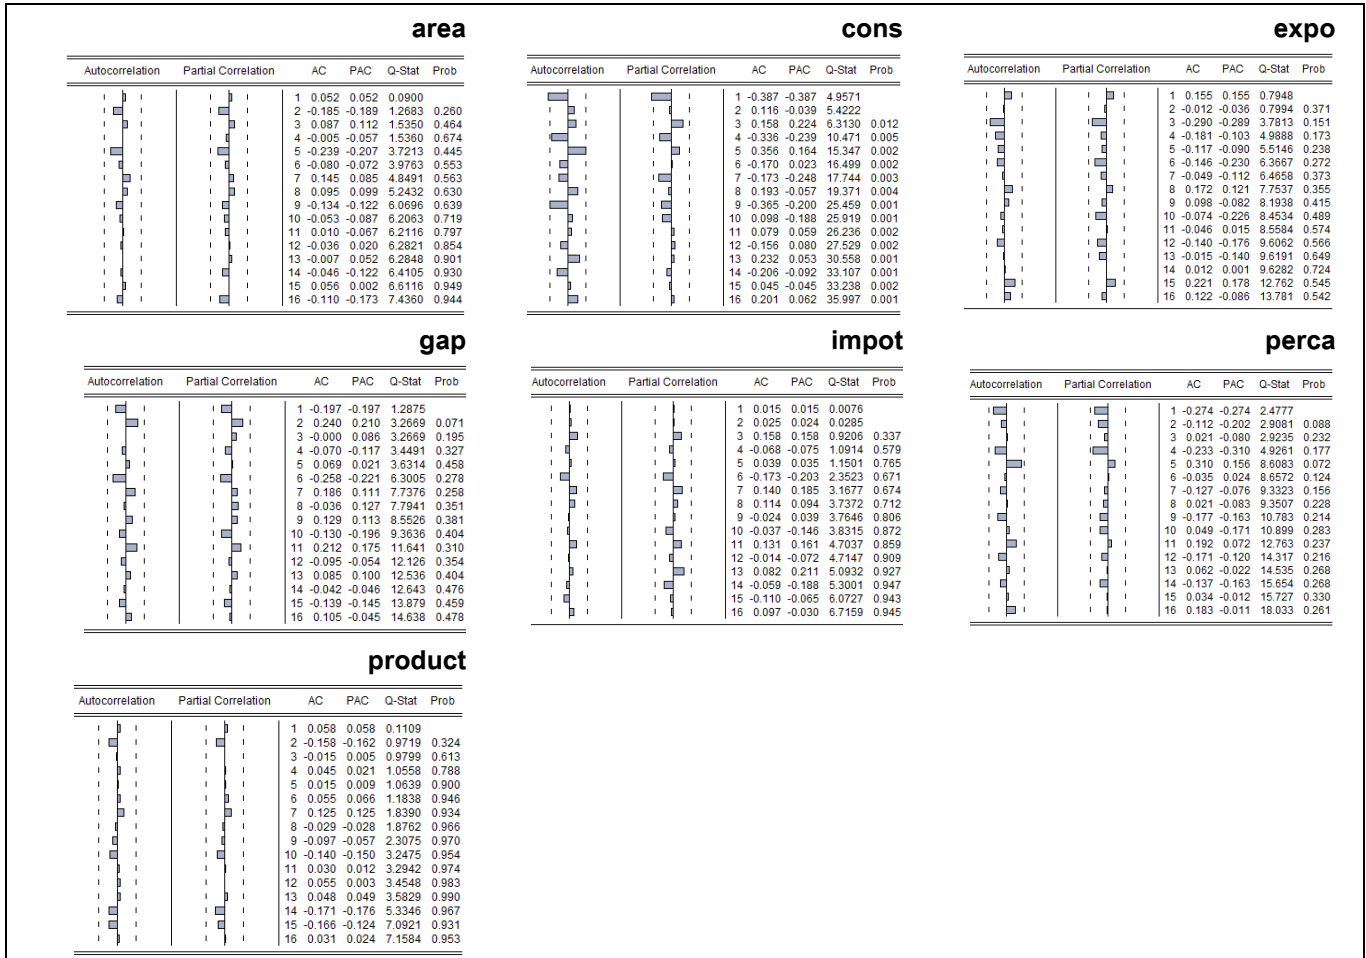 area
Autocorrelation Partial Correlation AC PAC Q-Stat Prob
1 0.052 0.052 0.0900
2 -0.185 -0.189 1.2683 0.260
3 0.087 0.112 1.5350 0.464
4 -0.005 -0.057 1.5360 0.674
5 -0.239 -0.207 3.7213 0.445
6 -0.080 -0.072 3.9763 0.553
7 0.145 0.085 4.8491 0.563
8 0.095 0.099 5.2432 0.630
9 -0.134 -0.122 6.0696 0.639
10 -0.053 -0.087 6.2063 0.719
11 0.010 -0.067 6.2116 0.797
12 -0.036 0.020 6.2821 0.854
13 -0.007 0.052 6.2848 0.901
14 -0.046 -0.122 6.4105 0.930
15 0.056 0.002 6.6116 0.949
16 -0.110 -0.173 7.4360 0.944
cons
Autocorrelation Partial Correlation AC PAC Q-Stat Prob
1 -0.387 -0.387 4.9571
2 0.116 -0.039 5.4222
3 0.158 0.224 6.3130 0.012
4 -0.336 -0.239 10.471 0.005
5 0.356 0.164 15.347 0.002
6 -0.170 0.023 16.499 0.002
7 -0.173 -0.248 17.744 0.003
8 0.193 -0.057 19.371 0.004
9 -0.365 -0.200 25.459 0.001
10 0.098 -0.188 25.919 0.001
11 0.079 0.059 26.236 0.002
12 -0.156 0.080 27.529 0.002
13 0.232 0.053 30.558 0.001
14 -0.206 -0.092 33.107 0.001
15 0.045 -0.045 33.238 0.002
16 0.201 0.062 35.997 0.001
expo
Autocorrelation Partial Correlation AC PAC Q-Stat Prob
1 0.155 0.155 0.7948
2 -0.012 -0.036 0.7994 0.371
3 -0.290 -0.289 3.7813 0.151
4 -0.181 -0.103 4.9888 0.173
5 -0.117 -0.090 5.5146 0.238
6 -0.146 -0.230 6.3667 0.272
7 -0.049 -0.112 6.4658 0.373
8 0.172 0.121 7.7537 0.355
9 0.098 -0.082 8.1938 0.415
10 -0.074 -0.226 8.4534 0.489
11 -0.046 0.015 8.5584 0.574
12 -0.140 -0.176 9.6062 0.566
13 -0.015 -0.140 9.6191 0.649
14 0.012 0.001 9.6282 0.724
15 0.221 0.178 12.762 0.545
16 0.122 -0.086 13.781 0.542
gap
Autocorrelation Partial Correlation AC PAC Q-Stat Prob
1 -0.197 -0.197 1.2875
2 0.240 0.210 3.2669 0.071
3 -0.000 0.086 3.2669 0.195
4 -0.070 -0.117 3.4491 0.327
5 0.069 0.021 3.6314 0.458
6 -0.258 -0.221 6.3005 0.278
7 0.186 0.111 7.7376 0.258
8 -0.036 0.127 7.7941 0.351
9 0.129 0.113 8.5526 0.381
10 -0.130 -0.196 9.3636 0.404
11 0.212 0.175 11.641 0.310
12 -0.095 -0.054 12.126 0.354
13 0.085 0.100 12.536 0.404
14 -0.042 -0.046 12.643 0.476
15 -0.139 -0.145 13.879 0.459
16 0.105 -0.045 14.638 0.478
impot
Autocorrelation Partial Correlation AC PAC Q-Stat Prob
1 0.015 0.015 0.0076
2 0.025 0.024 0.0285
3 0.158 0.158 0.9206 0.337
4 -0.068 -0.075 1.0914 0.579
5 0.039 0.035 1.1501 0.765
6 -0.173 -0.203 2.3523 0.671
7 0.140 0.185 3.1677 0.674
8 0.114 0.094 3.7372 0.712
9 -0.024 0.039 3.7646 0.806
10 -0.037 -0.146 3.8315 0.872
11 0.131 0.161 4.7037 0.859
12 -0.014 -0.072 4.7147 0.909
13 0.082 0.211 5.0932 0.927
14 -0.059 -0.188 5.3001 0.947
15 -0.110 -0.065 6.0727 0.943
16 0.097 -0.030 6.7159 0.945
perca
Autocorrelation Partial Correlation AC PAC Q-Stat Prob
1 -0.274 -0.274 2.4777
2 -0.112 -0.202 2.9081 0.088
3 0.021 -0.080 2.9235 0.232
4 -0.233 -0.310 4.9261 0.177
5 0.310 0.156 8.6083 0.072
6 -0.035 0.024 8.6572 0.124
7 -0.127 -0.076 9.3323 0.156
8 0.021 -0.083 9.3507 0.228
9 -0.177 -0.163 10.783 0.214
10 0.049 -0.171 10.899 0.283
11 0.192 0.072 12.763 0.237
12 -0.171 -0.120 14.317 0.216
13 0.062 -0.022 14.535 0.268
14 -0.137 -0.163 15.654 0.268
15 0.034 -0.012 15.727 0.330
16 0.183 -0.011 18.033 0.261
product
Autocorrelation Partial Correlation AC PAC Q-Stat Prob
1 0.058 0.058 0.1109
2 -0.158 -0.162 0.9719 0.324
3 -0.015 0.005 0.9799 0.613
4 0.045 0.021 1.0558 0.788
5 0.015 0.009 1.0639 0.900
6 0.055 0.066 1.1838 0.946
7 0.125 0.125 1.8390 0.934
8 -0.029 -0.028 1.8762 0.966
9 -0.097 -0.057 2.3075 0.970
10 -0.140 -0.150 3.2475 0.954
11 0.030 0.012 3.2942 0.974
12 0.055 0.003 3.4548 0.983
13 0.048 0.049 3.5829 0.990
14 -0.171 -0.176 5.3346 0.967
15 -0.166 -0.124 7.0921 0.931
16 0.031 0.024 7.1584 0.953